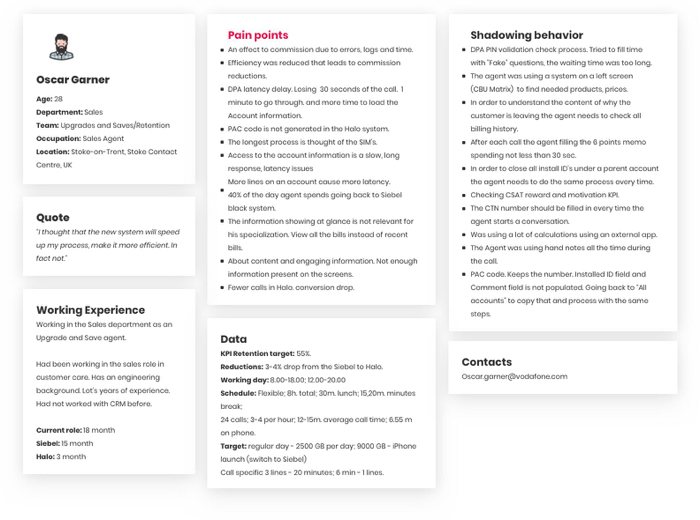 Oscar Garner
Age: 28
Department: Sales
Team: Upgrades and Saves/Retention
Occupation: Sales Agent
Location: Stoke-on-Trent, Stoke Contact
Centre, UK
Quote
"I thought that the new system will speed
up my process, make it more efficient. In
fact not."
Working Experience
Working in the Sales department as an
Upgrade and Save agent.
Had been working in the sales role in
customer care. Has an engineering
background. Lot's years of experience.
Had not worked with CRM before.
Current role: 18 month
Siebel: 15 month
Halo: 3 month
Pain points
An effect to commission due to errors, lags and time.
Efficiency was reduced that leads to commission
reductions.
DPA latency delay. Losing 30 seconds of the call. 1
minute to go through. and more time to load the
Account information.
PAC code is not generated in the Halo system.
The longest process is thought of the SIM's.
Access to the account information is a slow, long
response, latency issues
More lines on an account cause more latency.
40% of the day agent spends going back to Siebel
black system.
The information showing at glance is not relevant for
his specialization. View all the bills instead of recent
bills.
About content and engaging information. Not enough
information present on the screens.
Fewer calls in Halo. conversion drop.
Data
KPI Retention target: 55%.
Reductions: 3-4% drop from the Siebel to Halo.
Working day: 8.00-18.00; 12.00-20.00
Schedule: Flexible; 8h. total; 30m. lunch; 15,20m. minutes
break;
24 calls; 3-4 per hour; 12-15m. average call time; 6.55 m
on phone.
Target: regular day - 2500 GB per day; 9000 GB - iPhone
launch (switch to Siebel)
Call specific 3 lines - 20 minutes; 6 min - 1 lines.
Shadowing behavior
DPA PIN validation check process. Tried to fill time
with "Fake" questions, the waiting time was too long.
The agent was using a system on a left screen
(CBU Matrix) to find needed products, prices.
In order to understand the content of why the
customer is leaving the agent needs to check all
billing history.
After each call the agent filling the 6 points memo
spending not less than 30 sec.
In order to close all install ID's under a parent account
the agent needs to do the same process every time.
Checking CSAT reward and motivation KPI.
The CTN number should be filled in every time the
agent starts a conversation.
Was using a lot of calculations using an external app.
The Agent was using hand notes all the time during
the call.
PAC code. Keeps the number. Installed ID field and
Comment field is not populated. Going back to "All
accounts" to copy that and process with the same
steps.
Contacts
Oscar.garner@vodafone.com